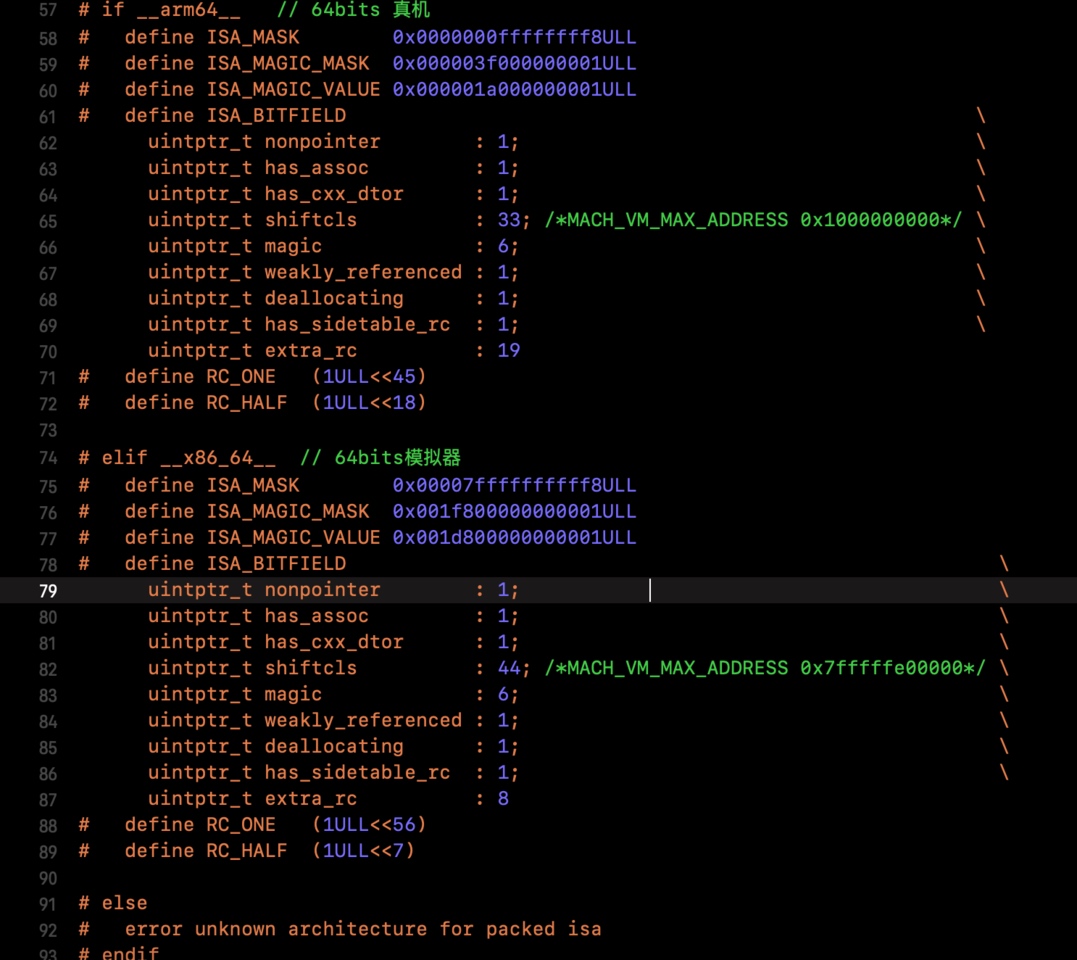 57 # if __arm64__   // 64bits 真机
58 #   define ISA_MASK        0x0000000ffffffff8ULL
59 #   define ISA_MAGIC_MASK  0x000003f000000001ULL
60 #   define ISA_MAGIC_VALUE 0x000001a000000001ULL
61 #   define ISA_BITFIELD                                                      \
62       uintptr_t nonpointer        : 1;                                       \
63       uintptr_t has_assoc         : 1;                                       \
64       uintptr_t has_cxx_dtor      : 1;                                       \
65       uintptr_t shiftcls          : 33; /*MACH_VM_MAX_ADDRESS 0x1000000000*/ \
66       uintptr_t magic             : 6;                                       \
67       uintptr_t weakly_referenced : 1;                                       \
68       uintptr_t deallocating      : 1;                                       \
69       uintptr_t has_sidetable_rc  : 1;                                       \
70       uintptr_t extra_rc          : 19
71 #   define RC_ONE   (1ULL<<45)
72 #   define RC_HALF  (1ULL<<18)
73
74 # elif __x86_64__  // 64bits模拟器
75 #   define ISA_MASK        0x00007ffffffffff8ULL
76 #   define ISA_MAGIC_MASK  0x001f800000000001ULL
77 #   define ISA_MAGIC_VALUE 0x001d800000000001ULL
78 #   define ISA_BITFIELD                                                        \
79       uintptr_t nonpointer        : 1;                                         \
80       uintptr_t has_assoc         : 1;                                         \
81       uintptr_t has_cxx_dtor      : 1;                                         \
82       uintptr_t shiftcls          : 44; /*MACH_VM_MAX_ADDRESS 0x7fffffe00000*/ \
83       uintptr_t magic             : 6;                                         \
84       uintptr_t weakly_referenced : 1;                                         \
85       uintptr_t deallocating      : 1;                                         \
86       uintptr_t has_sidetable_rc  : 1;                                         \
87       uintptr_t extra_rc          : 8
88 #   define RC_ONE   (1ULL<<56)
89 #   define RC_HALF  (1ULL<<7)
90
91 # else
92 #   error unknown architecture for packed isa
93 # endif